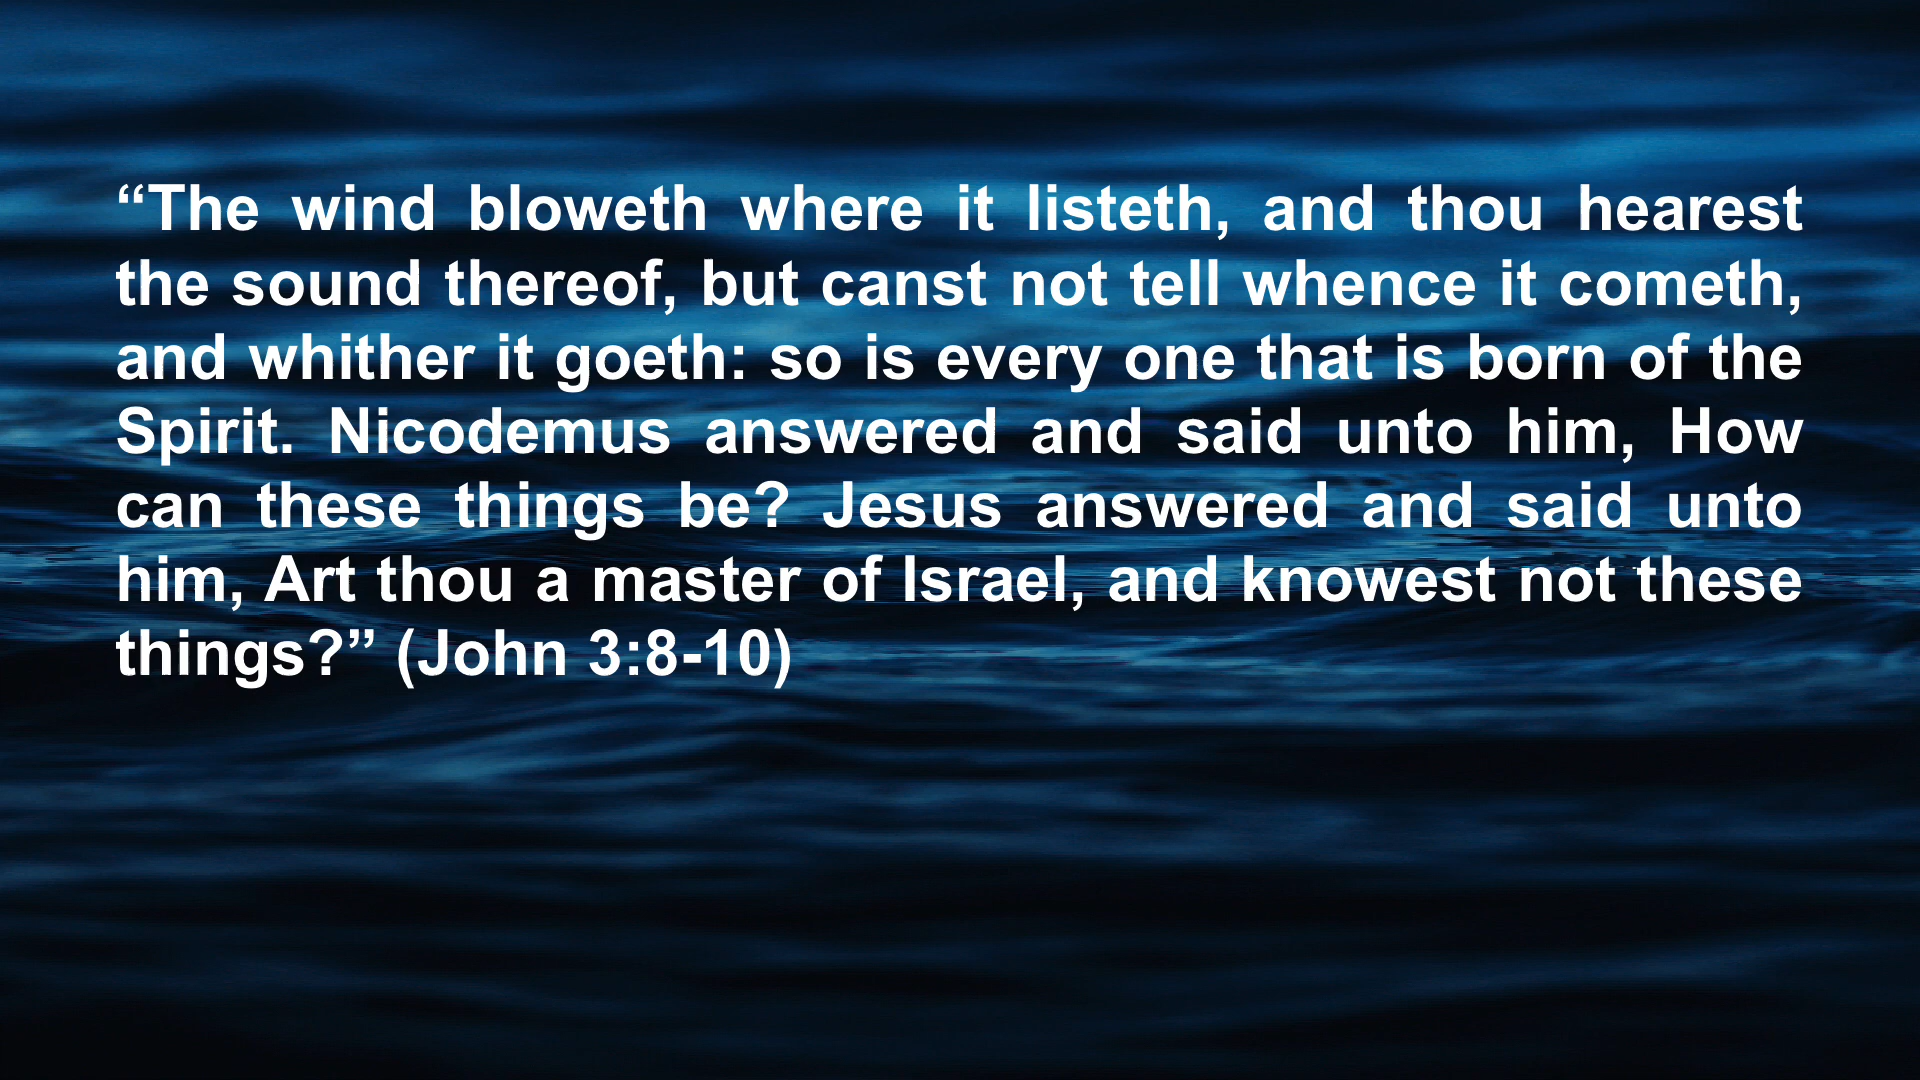 “The wind bloweth where it listeth, and thou hearest
the sound thereof, but canst not tell whence it cometh,
and whither it goeth: so is every one that is born of the
Spirit. Nicodemus answered and said unto him, How
can these things be? Jesus answered and said unto
him, Art thou a master of Israel, and knowest not these
things?” (John 3:8-10)